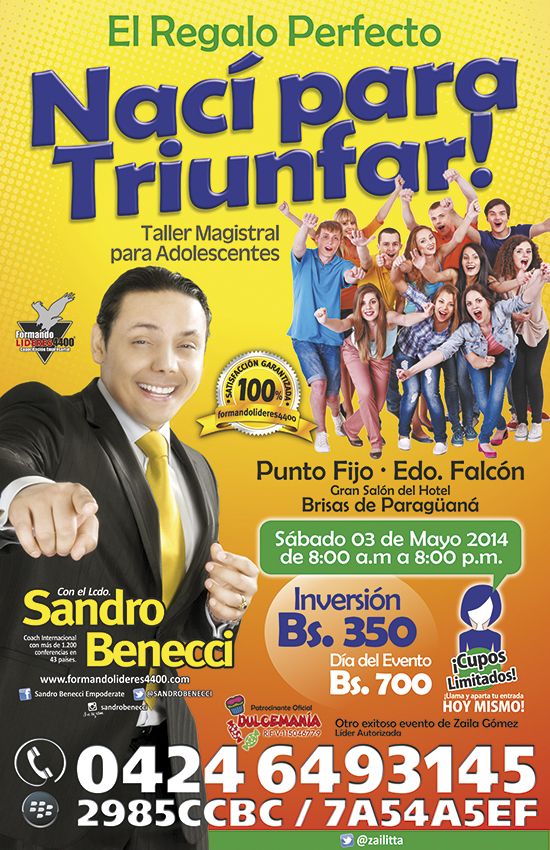 El Regalo Perfecto
Nací para
Triunfar!
Taller Magistral
para Adolescentes
Formando
LIDERES4400
SATISFACCIÓN GARANTIZADA
100%
formandolideres4400
Punto Fijo · Edo. Falcón
Gran Salón del Hotel
Brisas de Paragüaná
Sábado 03 de Mayo 2014
de 8:00 a.m a 8:00 p.m.
Con el Lcdo.
Sandro
Benecci
Coach Internacional
con más de 1.200
conferencias en
43 países.
www.formandolideres4400.com
Sandro Benecci Empoderate
@SANDROBENECCI
sandrobenecci
Inversión
Bs. 350
Día del Evento
Bs. 700
¡Cupos
Limitados!
¡Llama y aparta tu entrada
HOY MISMO!
Patrocinante Oficial
DULCEMANÍA
RIF V-15046779
Otro exitoso evento de Zaila Gómez
Líder Autorizada
0424 6493145
2985CCBC / 7A54A5EF
@zailitta